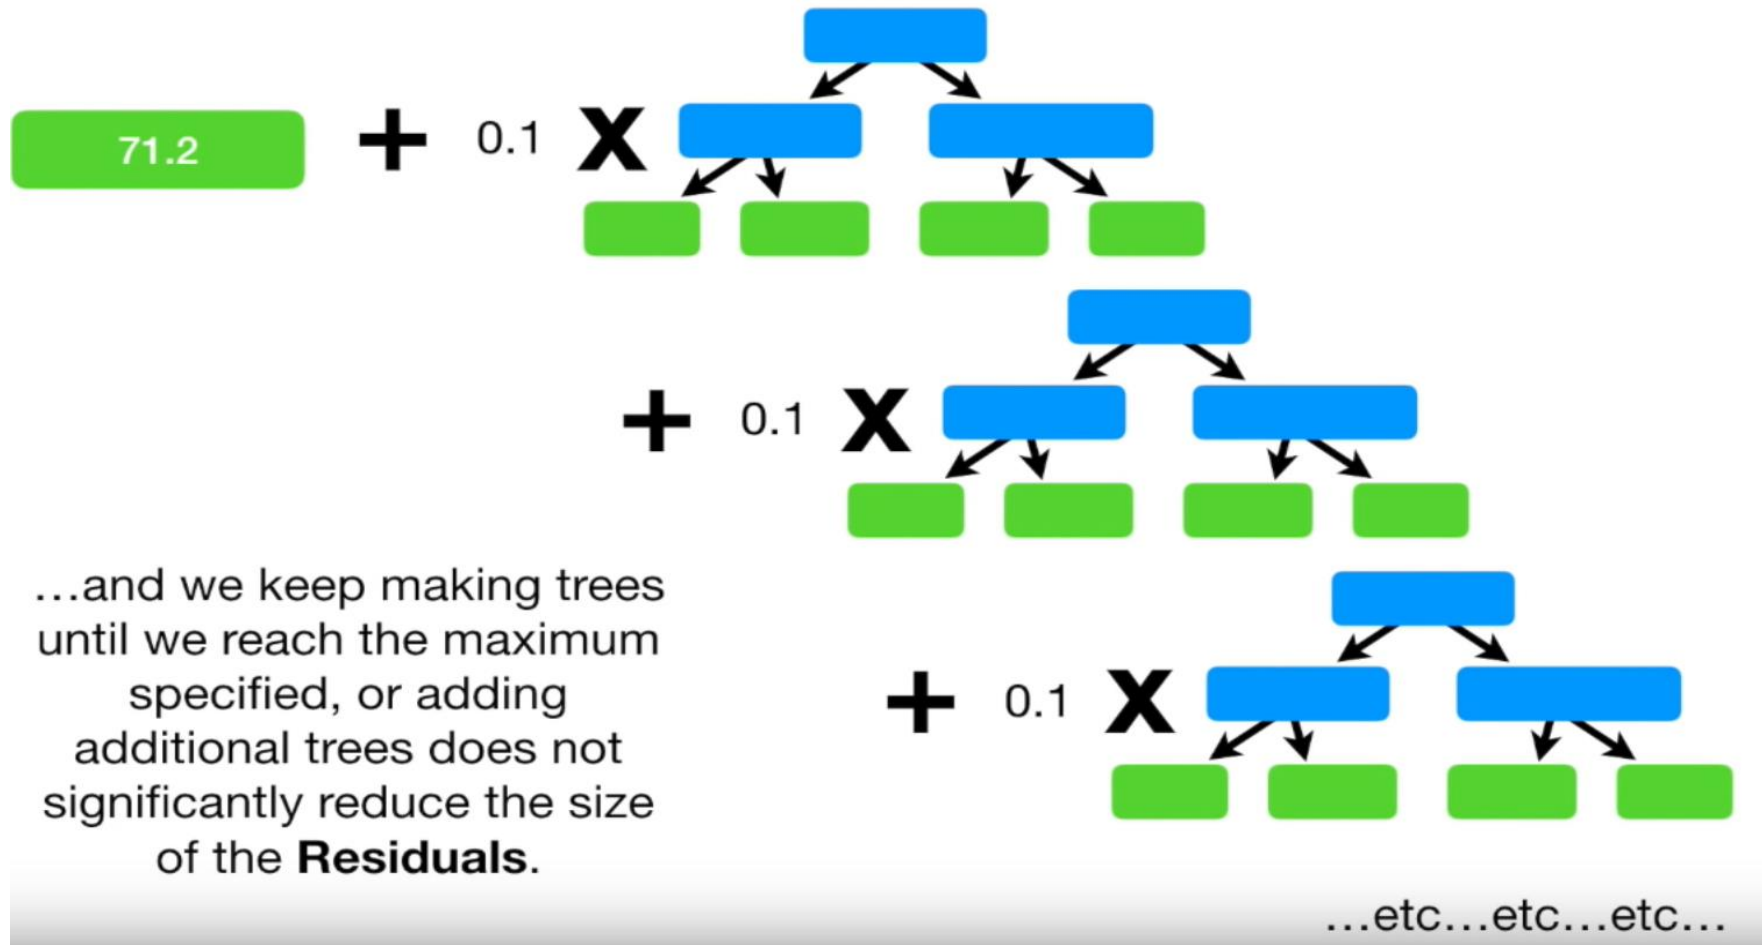 71.2
+ 0.1 X
+ 0.1 X
…and we keep making trees
until we reach the maximum
specified, or adding
additional trees does not
significantly reduce the size
of the Residuals.
+ 0.1 X
…etc…etc…etc…